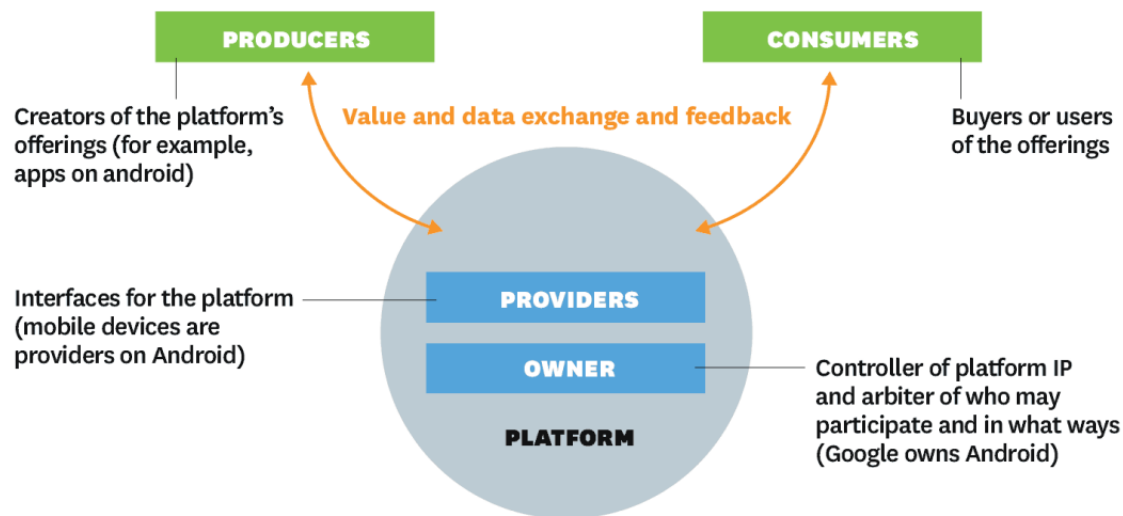 PRODUCERS
CONSUMERS
Creators of the platform's
offerings (for example,
apps on android)
Value and data exchange and feedback
Buyers or users
of the offerings
Interfaces for the platform
(mobile devices are
providers on Android)
PROVIDERS
OWNER
Controller of platform IP
and arbiter of who may
participate and in what ways
(Google owns Android)
PLATFORM